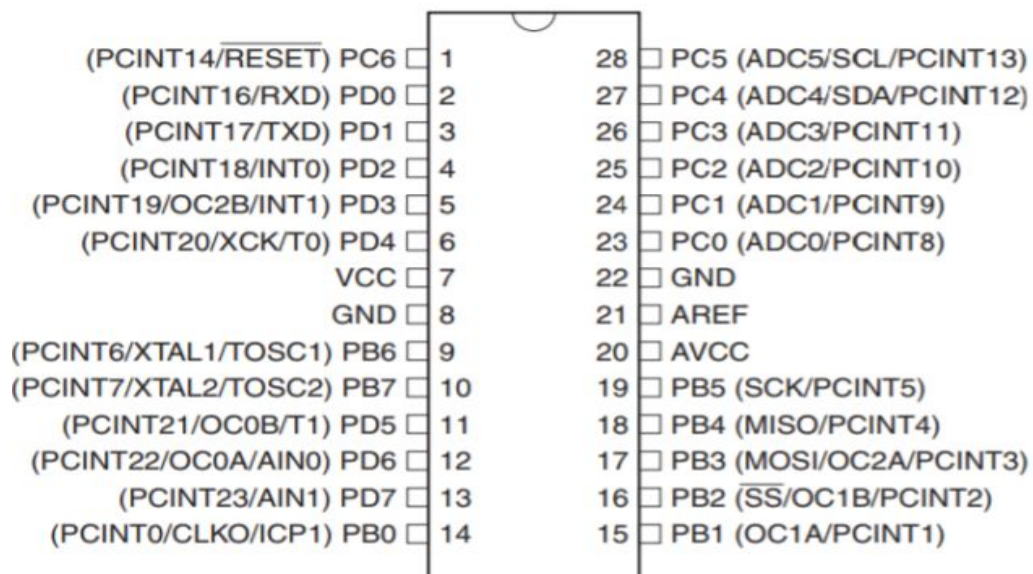 (PCINT14/RESET) PC6 1 28 PC5 (ADC5/SCL/PCINT13)
(PCINT16/RXD) PD0 2 27 PC4 (ADC4/SDA/PCINT12)
(PCINT17/TXD) PD1 3 26 PC3 (ADC3/PCINT11)
(PCINT18/INT0) PD2 4 25 PC2 (ADC2/PCINT10)
(PCINT19/OC2B/INT1) PD3 5 24 PC1 (ADC1/PCINT9)
(PCINT20/XCK/T0) PD4 6 23 PC0 (ADC0/PCINT8)
VCC 7 22 GND
GND 8 21 AREF
(PCINT6/XTAL1/TOSC1) PB6 9 20 AVCC
(PCINT7/XTAL2/TOSC2) PB7 10 19 PB5 (SCK/PCINT5)
(PCINT21/OC0B/T1) PD5 11 18 PB4 (MISO/PCINT4)
(PCINT22/OC0A/AIN0) PD6 12 17 PB3 (MOSI/OC2A/PCINT3)
(PCINT23/AIN1) PD7 13 16 PB2 (SS/OC1B/PCINT2)
(PCINT0/CLKO/ICP1) PB0 14 15 PB1 (OC1A/PCINT1)